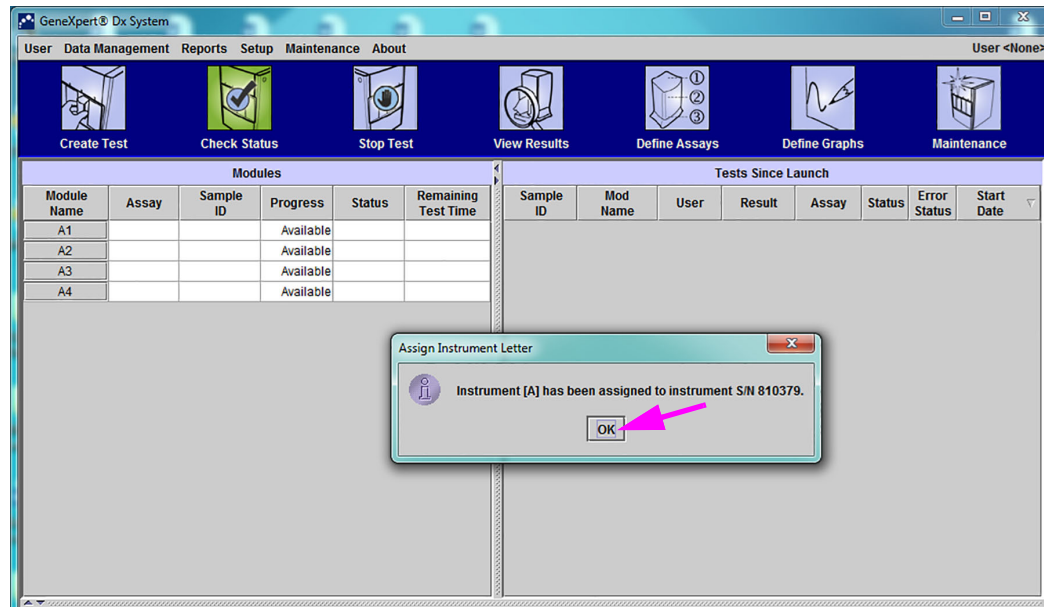 GeneXpert® Dx System
User Data Management Reports Setup Maintenance About User <None>
Create Test Check Status Stop Test View Results Define Assays Define Graphs Maintenance
1
2
3
Modules
Module Name Assay Sample ID Progress Status Remaining Test Time
A1 Available
A2 Available
A3 Available
A4 Available
Tests Since Launch
Sample ID Mod Name User Result Assay Status Error Status Start Date
Assign Instrument Letter
Instrument [A] has been assigned to instrument S/N 810379.
OK